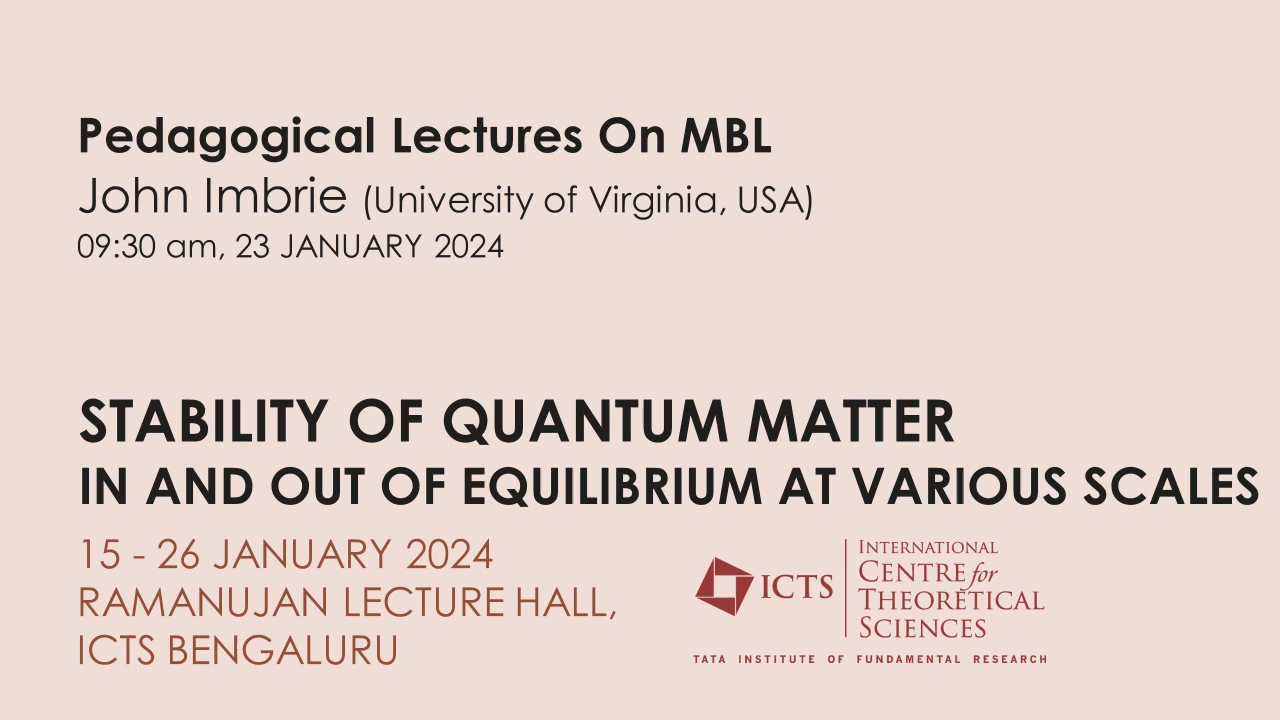 Pedagogical Lectures On MBL
John Imbrie (University of Virginia, USA)
09:30 am, 23 JANUARY 2024
STABILITY OF QUANTUM MATTER
IN AND OUT OF EQUILIBRIUM AT VARIOUS SCALES
15 - 26 JANUARY 2024
RAMANUJAN LECTURE HALL,
ICTS BENGALURU
ICTS
INTERNATIONAL
CENTRE for
THEORETICAL
SCIENCES
TATA INSTITUTE OF FUNDAMENTAL RESEARCH